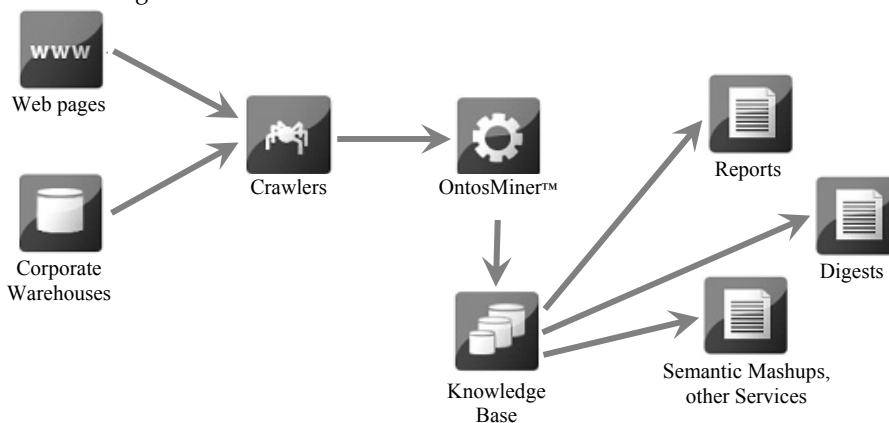 www
Web pages
Crawlers
OntosMiner™
Reports
Corporate
Warehouses
Digests
Knowledge
Base
Semantic Mashups,
other Services